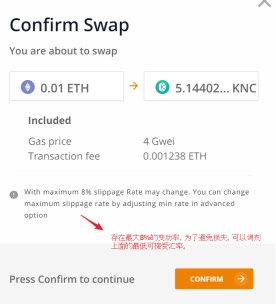 Confirm Swap
You are about to swap
0.01 ETH
5.14402... KNC
Included
Gas price 4 Gwei
Transaction fee 0.001238 ETH
With maximum 8% slippage Rate may change. You can change
maximum slippage rate by adjusting min rate in advanced
option
存在最大8%的变动率, 为了避免损失, 可以调剂
上面的最低可接受汇率。
Press Confirm to continue
CONFIRM